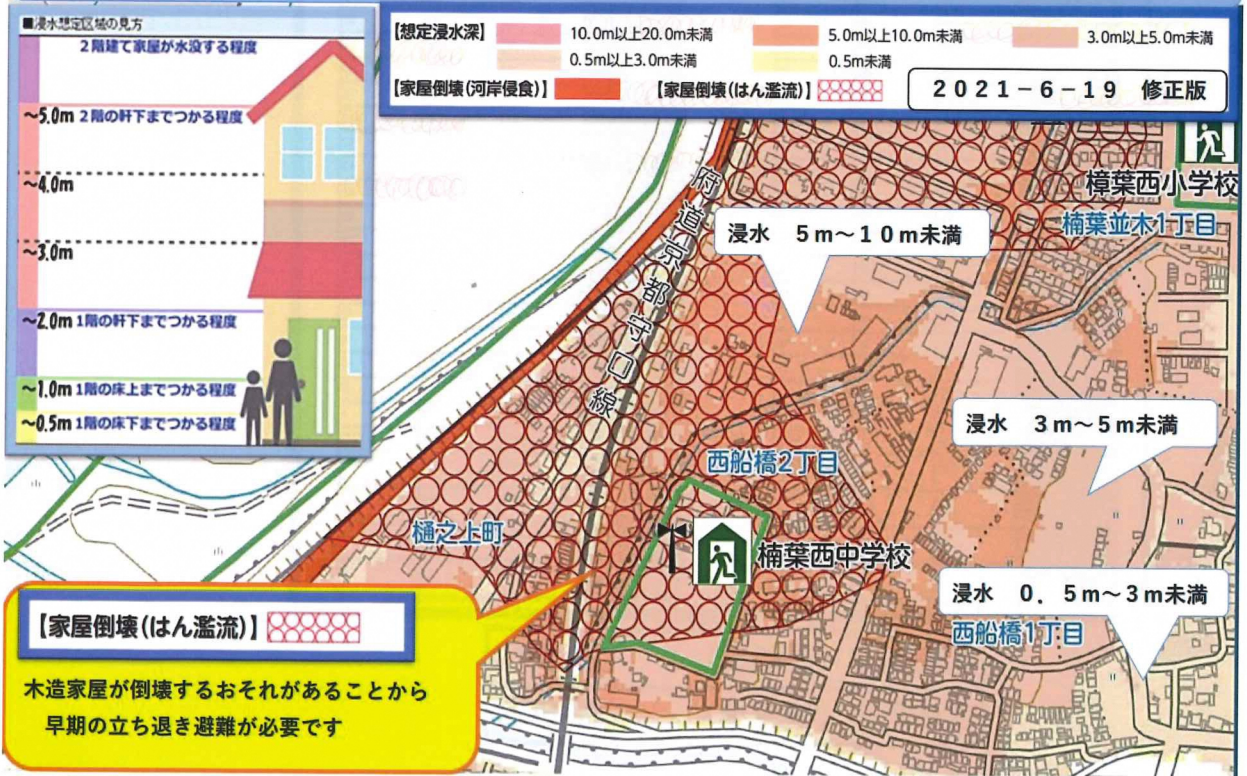 ■浸水想定区域の見方
2階建て家屋が水没する程度
～5.0m 2階の軒下までつかる程度
～4.0m
～3.0m
～2.0m 1階の軒下までつかる程度
～1.0m 1階の床上までつかる程度
～0.5m 1階の床下までつかる程度
【想定浸水深】 10.0m以上20.0m未満 5.0m以上10.0m未満 3.0m以上5.0m未満
0.5m以上3.0m未満 0.5m未満
【家屋倒壊(河岸侵食)】 【家屋倒壊(はん濫流)】 2021-6-19 修正版
樟葉西小学校
楠葉並木1丁目
府道京都守口線
浸水 5m～10m未満
浸水 3m～5m未満
西船橋2丁目
樋之上町
楠葉西中学校
浸水 0．5m～3m未満
西船橋1丁目
【家屋倒壊(はん濫流)】
木造家屋が倒壊するおそれがあることから
早期の立ち退き避難が必要です